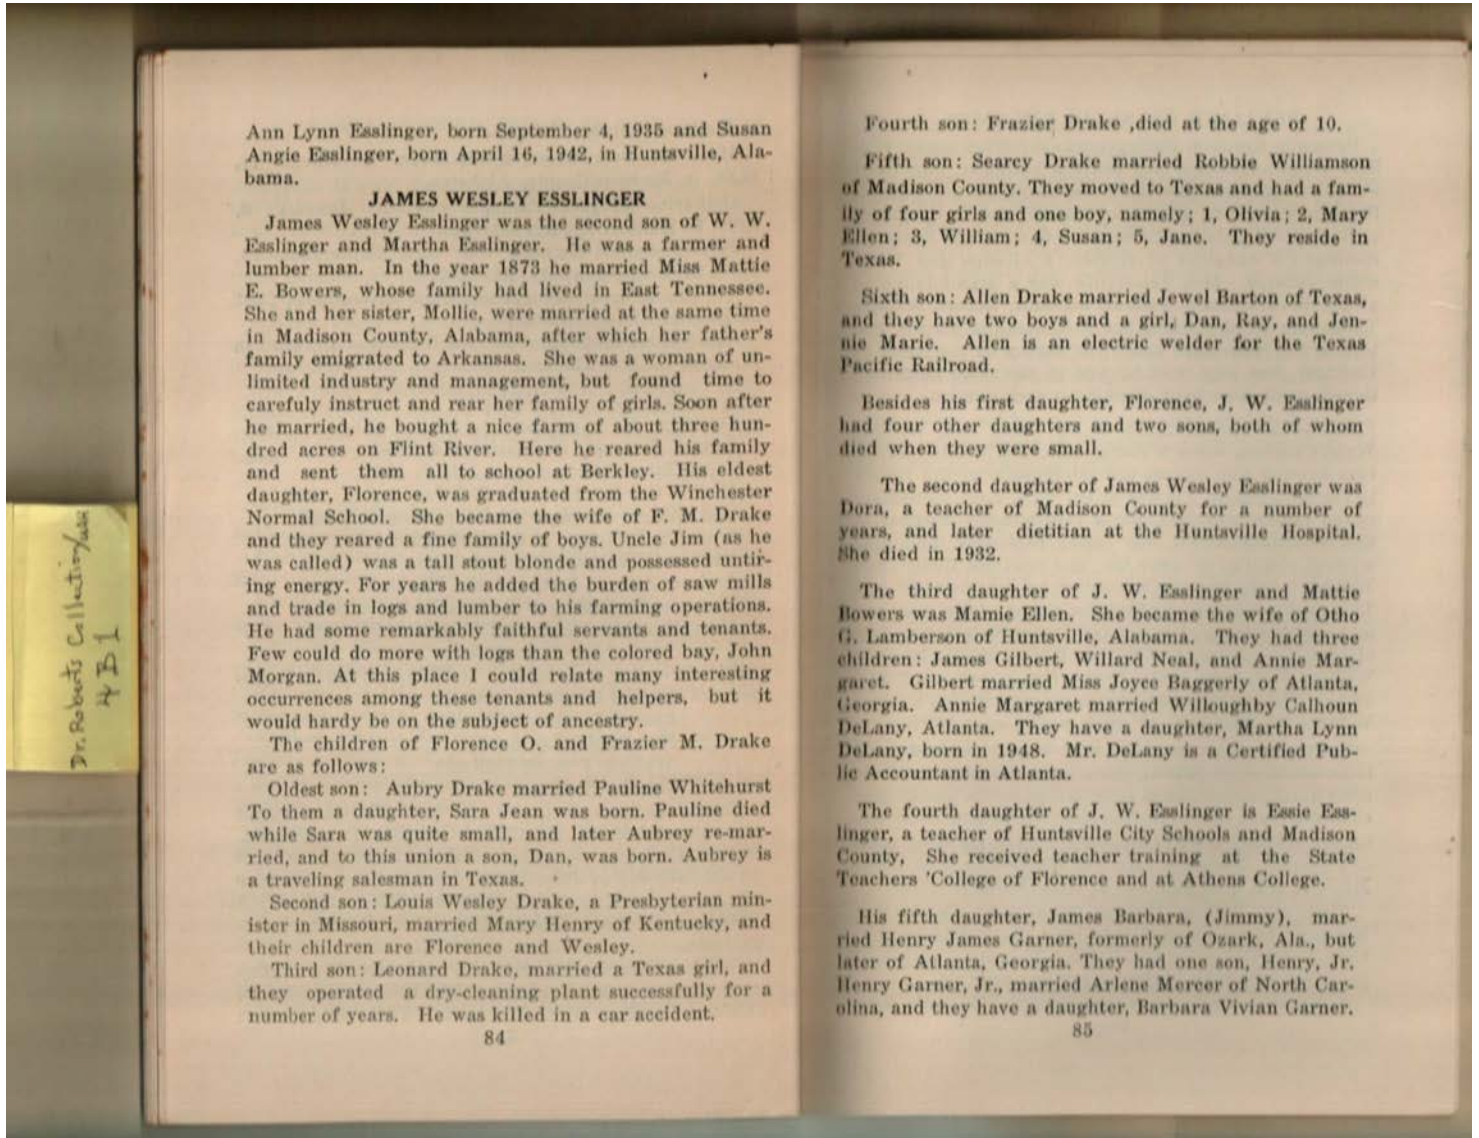 Ann Lynn Esslinger, born September 4, 1935 and Susan
Angie Esslinger, born April 16, 1942, in Huntsville, Ala-
bama.
JAMES WESLEY ESSLINGER
James Wesley Esslinger was the second son of W. W.
Esslinger and Martha Esslinger. He was a farmer and
lumber man. In the year 1873 he married Miss Mattie
E. Bowers, whose family had lived in East Tennessee.
She and her sister, Mollie, were married at the same time
in Madison County, Alabama, after which her father's
family emigrated to Arkansas. She was a woman of un-
limited industry and management, but found time to
carefuly instruct and rear her family of girls. Soon after
he married, he bought a nice farm of about three hun-
dred acres on Flint River. Here he reared his family
and sent them all to school at Berkley. His eldest
daughter, Florence, was graduated from the Winchester
Normal School. She became the wife of F. M. Drake
and they reared a fine family of boys. Uncle Jim (as he
was called) was a tall stout blonde and possessed untir-
ing energy. For years he added the burden of saw mills
and trade in logs and lumber to his farming operations.
He had some remarkably faithful servants and tenants.
Few could do more with logs than the colored bay, John
Morgan. At this place I could relate many interesting
occurrences among these tenants and helpers, but it
would hardy be on the subject of ancestry.
The children of Florence O. and Frazier M. Drake
are as follows:
Oldest son: Aubry Drake married Pauline Whitehurst
To them a daughter, Sara Jean was born. Pauline died
while Sara was quite small, and later Aubrey re-mar-
ried, and to this union a son, Dan, was born. Aubrey is
a traveling salesman in Texas.
Second son: Louis Wesley Drake, a Presbyterian min-
ister in Missouri, married Mary Henry of Kentucky, and
their children are Florence and Wesley.
Third son: Leonard Drake, married a Texas girl, and
they operated a dry-cleaning plant successfully for a
number of years. He was killed in a car accident.
84
Fourth son: Frazier Drake ,died at the age of 10.
Fifth son: Searcy Drake married Robbie Williamson
of Madison County. They moved to Texas and had a fam-
ily of four girls and one boy, namely; 1, Olivia; 2, Mary
Ellen; 3, William; 4, Susan; 5, Jane. They reside in
Texas.
Sixth son: Allen Drake married Jewel Barton of Texas,
and they have two boys and a girl, Dan, Ray, and Jen-
nie Marie. Allen is an electric welder for the Texas
Pacific Railroad.
Besides his first daughter, Florence, J. W. Esslinger
had four other daughters and two sons, both of whom
died when they were small.
The second daughter of James Wesley Esslinger was
Dora, a teacher of Madison County for a number of
years, and later dietitian at the Huntsville Hospital.
She died in 1932.
The third daughter of J. W. Esslinger and Mattie
Bowers was Mamie Ellen. She became the wife of Otho
G. Lamberson of Huntsville, Alabama. They had three
children: James Gilbert, Willard Neal, and Annie Mar-
garet. Gilbert married Miss Joyce Baggerly of Atlanta,
Georgia. Annie Margaret married Willoughby Calhoun
DeLany, Atlanta. They have a daughter, Martha Lynn
DeLany, born in 1948. Mr. DeLany is a Certified Pub-
lic Accountant in Atlanta.
The fourth daughter of J. W. Esslinger is Essie Ess-
linger, a teacher of Huntsville City Schools and Madison
County, She received teacher training at the State
Teachers 'College of Florence and at Athens College.
His fifth daughter, James Barbara, (Jimmy), mar-
ried Henry James Garner, formerly of Ozark, Ala., but
later of Atlanta, Georgia. They had one son, Henry, Jr.
Henry Garner, Jr., married Arlene Mercer of North Car-
olina, and they have a daughter, Barbara Vivian Garner.
85
Dr. Roberts Collection
4 B 1